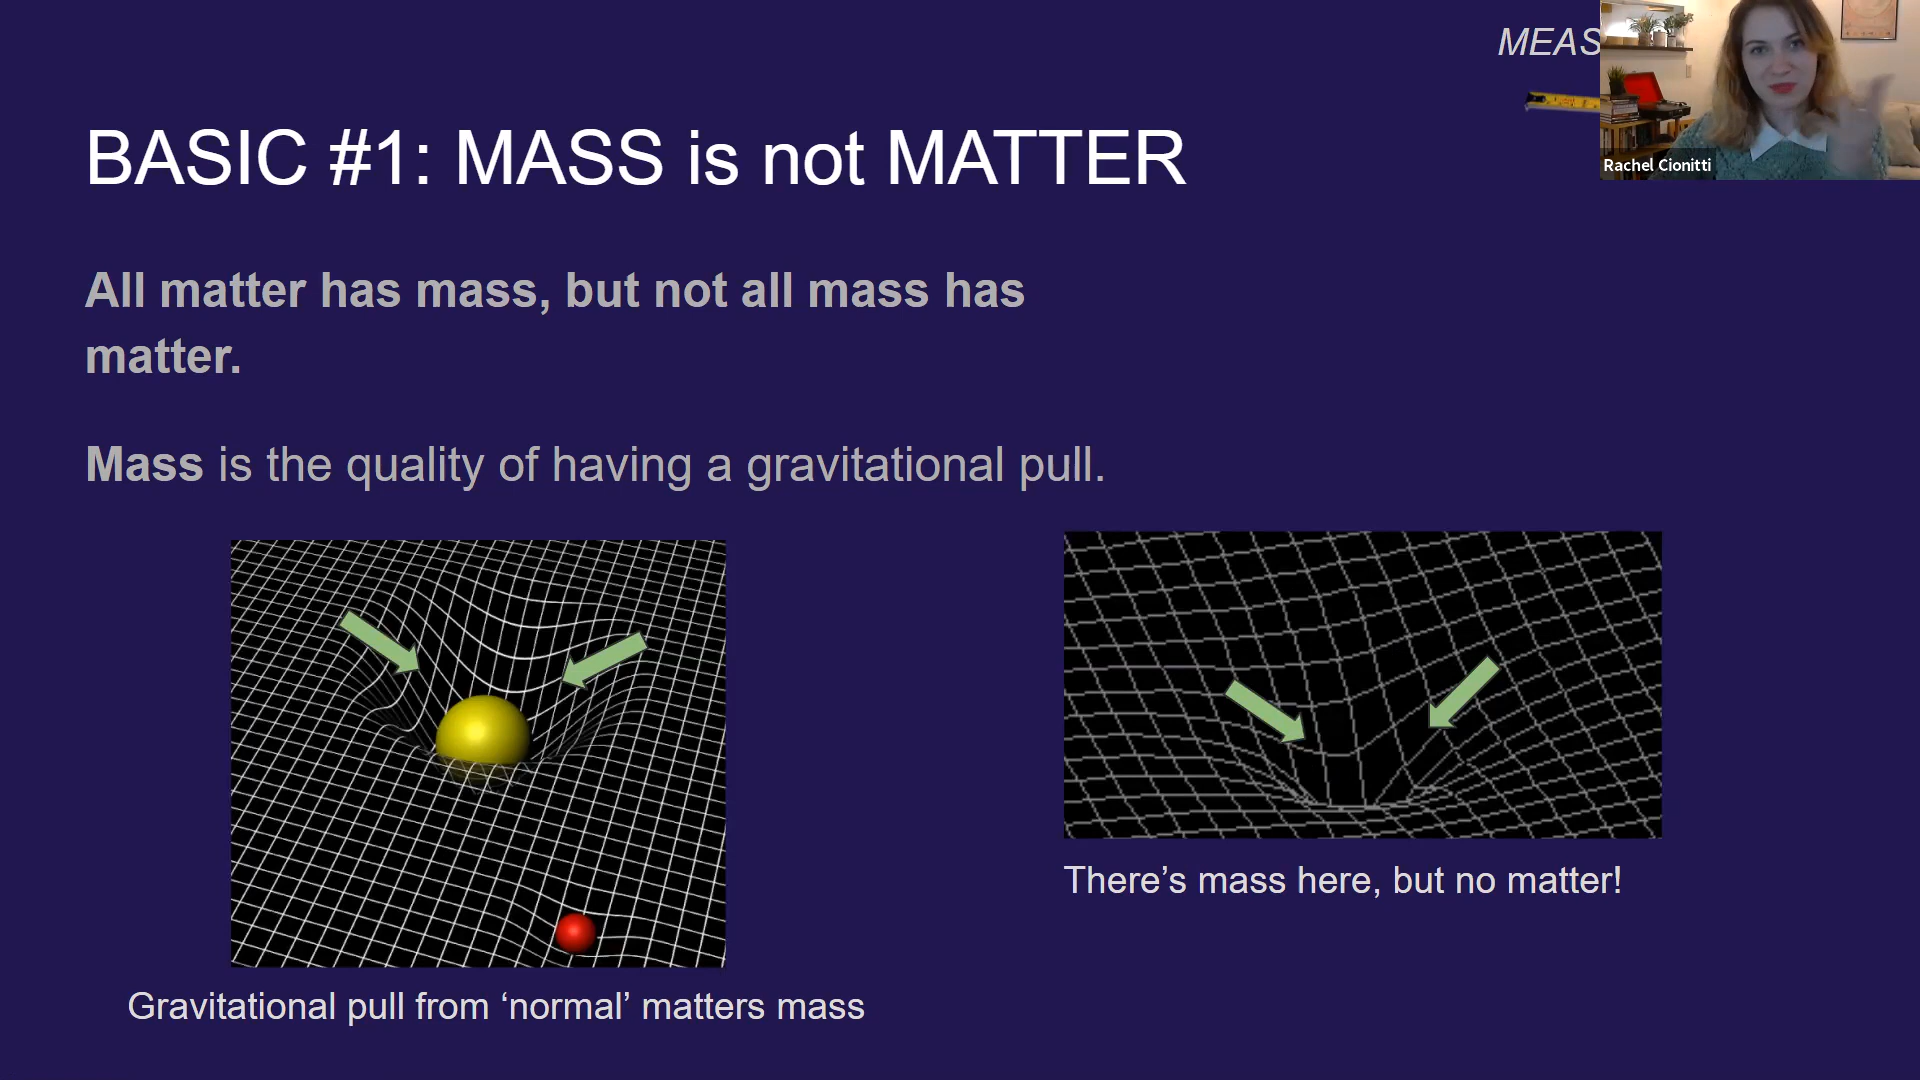 MEAS
Rachel Cionitti
BASIC #1: MASS is not MATTER
All matter has mass, but not all mass has
matter.
Mass is the quality of having a gravitational pull.
There’s mass here, but no matter!
Gravitational pull from ‘normal’ matters mass